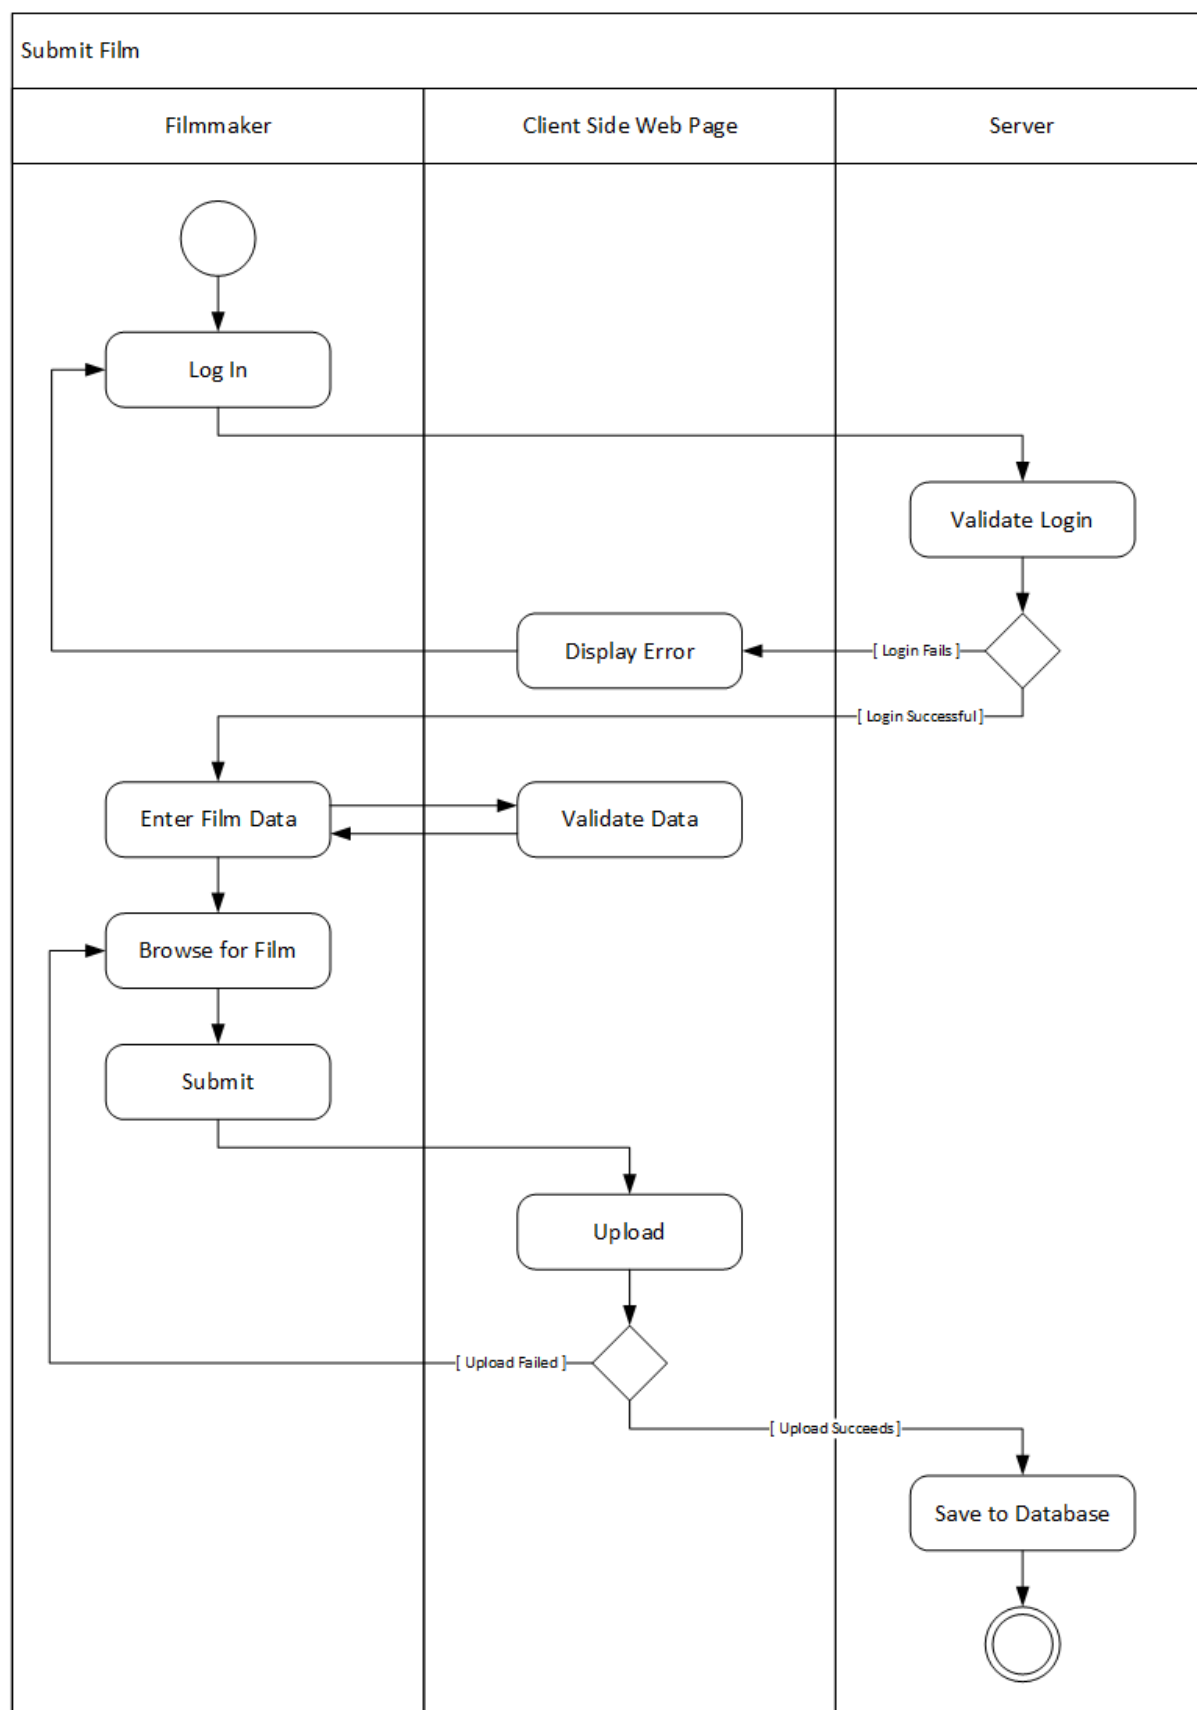 Submit Film
Filmmaker
Client Side Web Page
Server
Log In
Validate Login
Display Error
[ Login Fails ]
[ Login Successful ]
Enter Film Data
Validate Data
Browse for Film
Submit
Upload
[ Upload Failed ]
[ Upload Succeeds ]
Save to Database